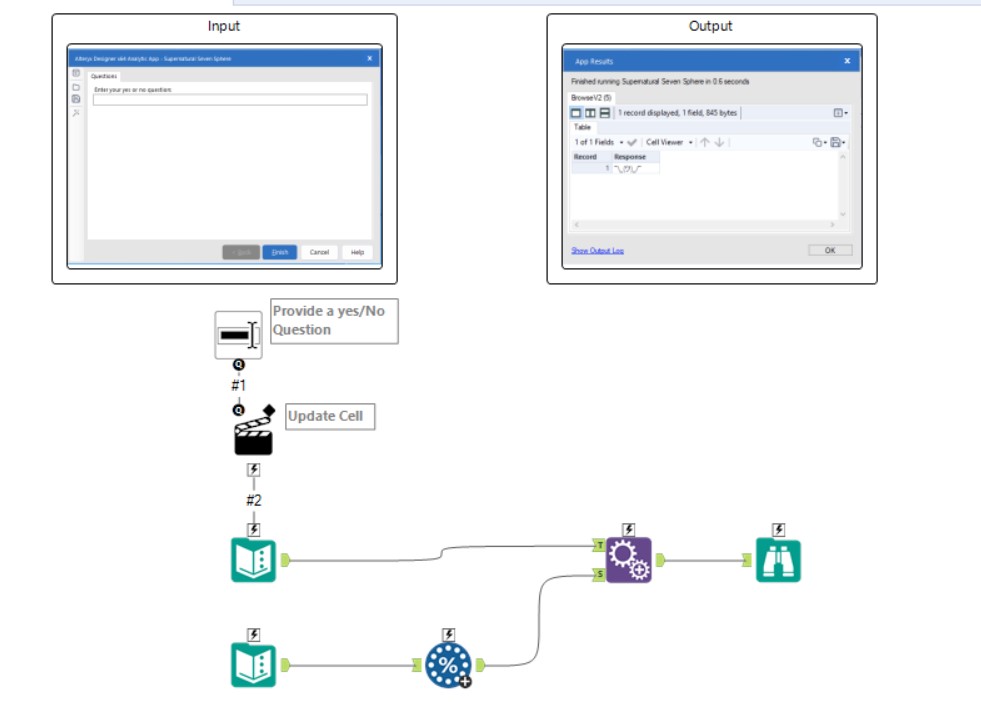 Input
Output
Alteryx Designer x64 Analytic App - Supernatural Seven Sphere
x
Questions
Enter your yes or no question:
Finish
Cancel
Help
App Results
x
Finished running Supernatural Seven Sphere in 0.6 seconds
BrowseV2 (5)
1 record displayed, 1 field, 845 bytes
Table
1 of 1 Fields
Cell Viewer
Record
Response
1
¯\_(ツ)_/¯
Show Output Log
OK
Provide a yes/No
Question
Q
#1
Q
Update Cell
#2
T
S
%